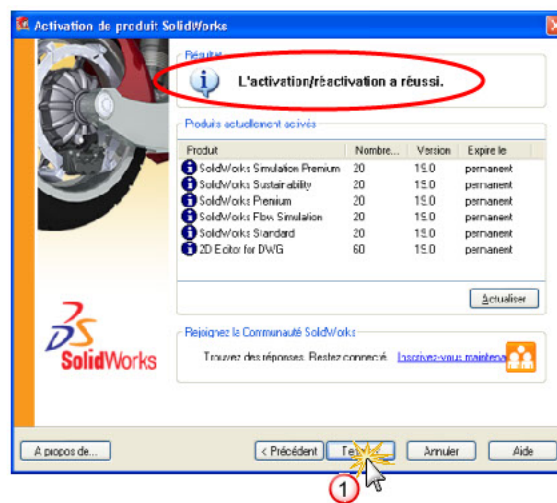 Activation de produit SolidWorks
Résultat
L'activation/réactivation a réussi.
Produits actuellement activés
Produit Nombre... Version Expire le
SolidWorks Simulation Premium 20 19.0 permanent
SolidWorks Sustainability 20 19.0 permanent
SolidWorks Premium 20 19.0 permanent
SolidWorks Flow Simulation 20 19.0 permanent
SolidWorks Standard 20 19.0 permanent
2D Editor for DWG 60 19.0 permanent
Actualiser
Rejoignez la Communauté SolidWorks
Trouvez des réponses. Restez connecté. Inscrivez-vous
SolidWorks
A propos de... < Précédent Annuler Aide
1